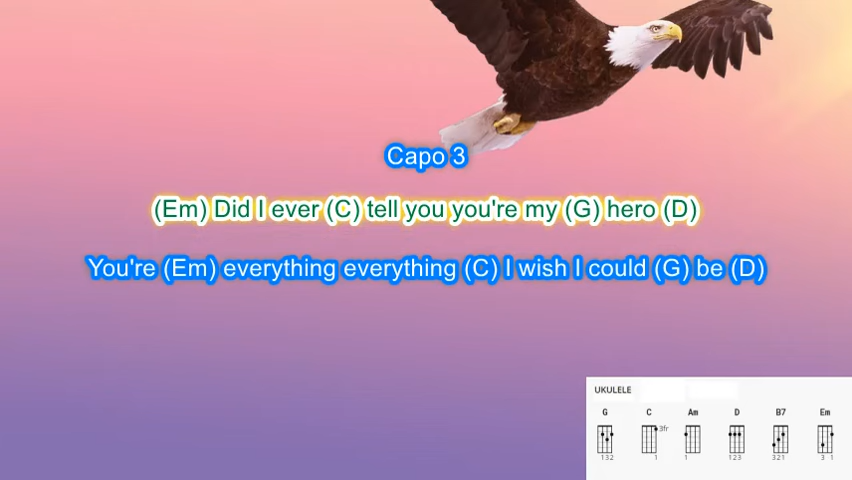 Capo 3
(Em) Did I ever (C) tell you you're my (G) hero (D)
You're (Em) everything everything (C) I wish I could (G) be (D)
UKULELE
G C Am D B7 Em
3fr
132 1 1 123 321 3 1